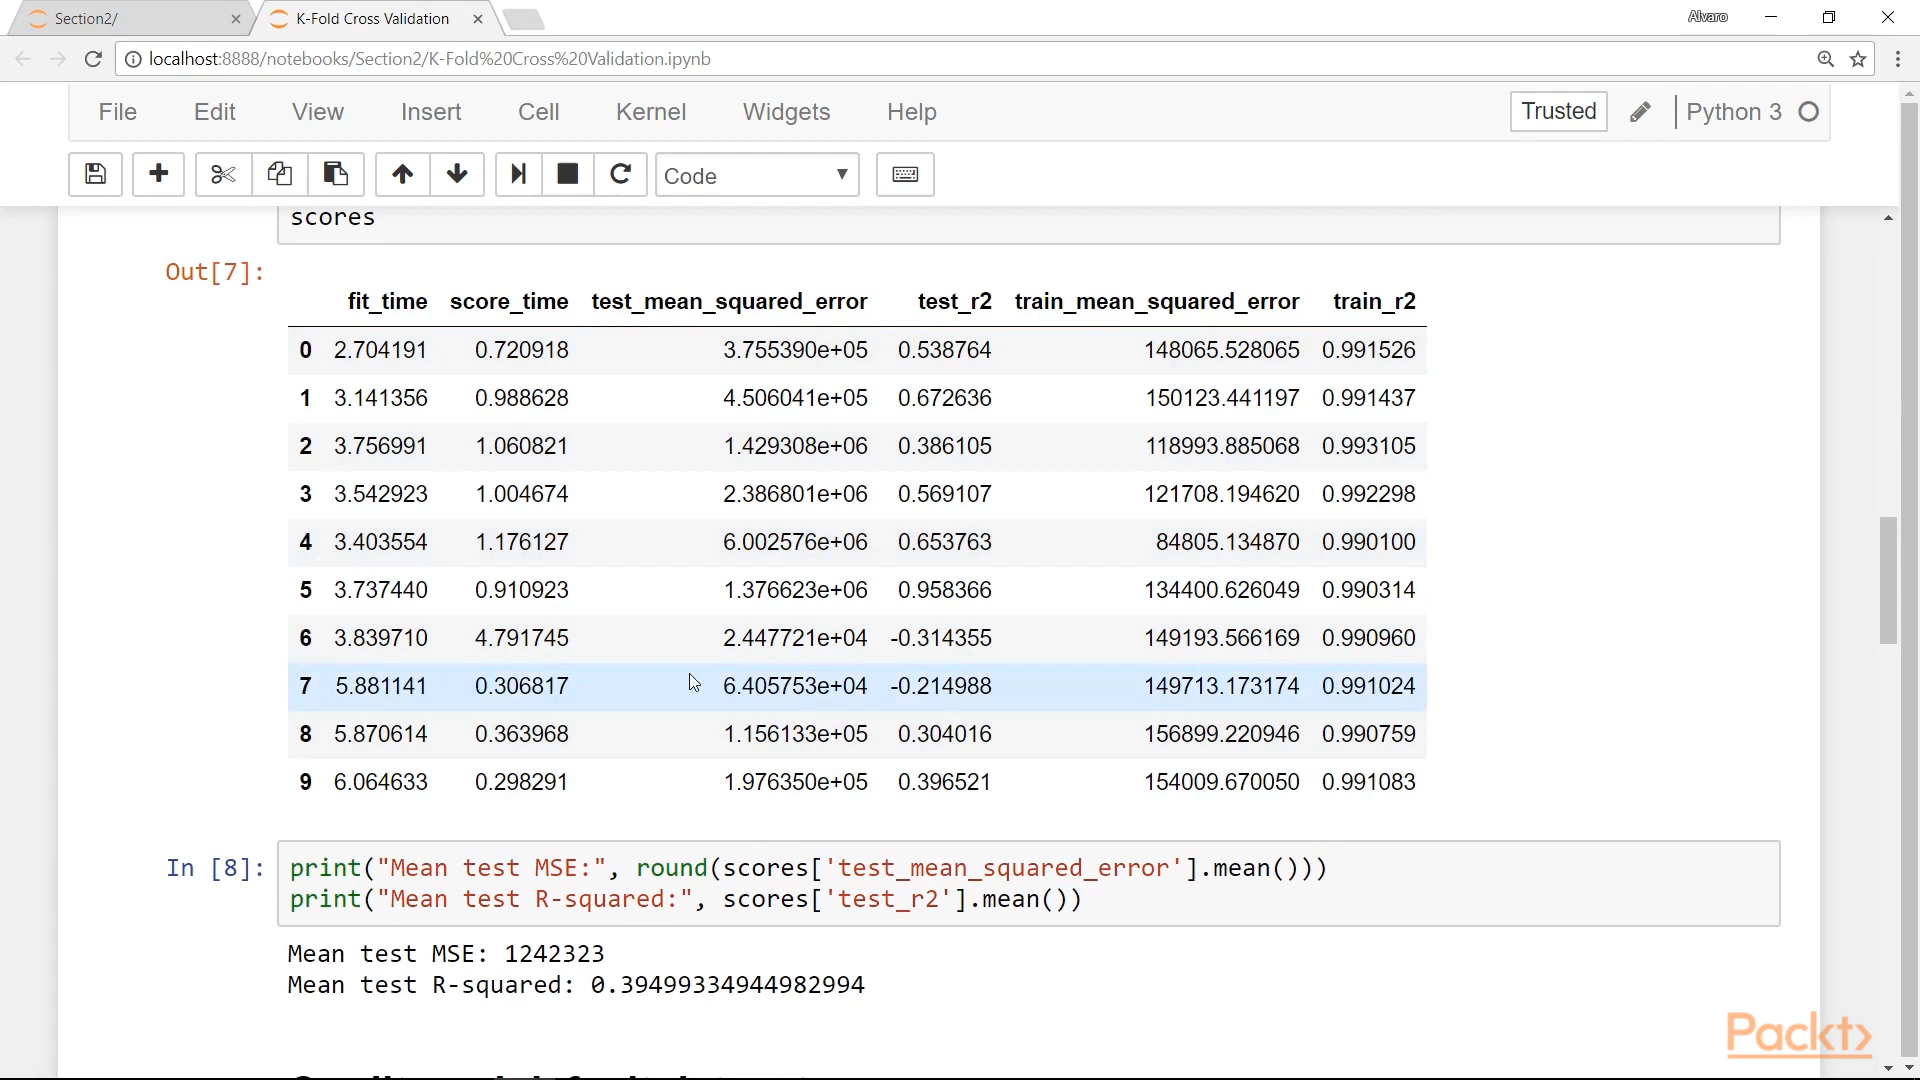 Section2/
K-Fold Cross Validation
Alvaro
localhost:8888/notebooks/Section2/K-Fold%20Cross%20Validation.ipynb
File Edit View Insert Cell Kernel Widgets Help Trusted Python 3
Code
scores
Out[7]:
fit_time score_time test_mean_squared_error test_r2 train_mean_squared_error train_r2
0 2.704191 0.720918 3.755390e+05 0.538764 148065.528065 0.991526
1 3.141356 0.988628 4.506041e+05 0.672636 150123.441197 0.991437
2 3.756991 1.060821 1.429308e+06 0.386105 118993.885068 0.993105
3 3.542923 1.004674 2.386801e+06 0.569107 121708.194620 0.992298
4 3.403554 1.176127 6.002576e+06 0.653763 84805.134870 0.990100
5 3.737440 0.910923 1.376623e+06 0.958366 134400.626049 0.990314
6 3.839710 4.791745 2.447721e+04 -0.314355 149193.566169 0.990960
7 5.881141 0.306817 6.405753e+04 -0.214988 149713.173174 0.991024
8 5.870614 0.363968 1.156133e+05 0.304016 156899.220946 0.990759
9 6.064633 0.298291 1.976350e+05 0.396521 154009.670050 0.991083
In [8]: print("Mean test MSE:", round(scores['test_mean_squared_error'].mean()))
print("Mean test R-squared:", scores['test_r2'].mean())
Mean test MSE: 1242323
Mean test R-squared: 0.39499334944982994
Packt>